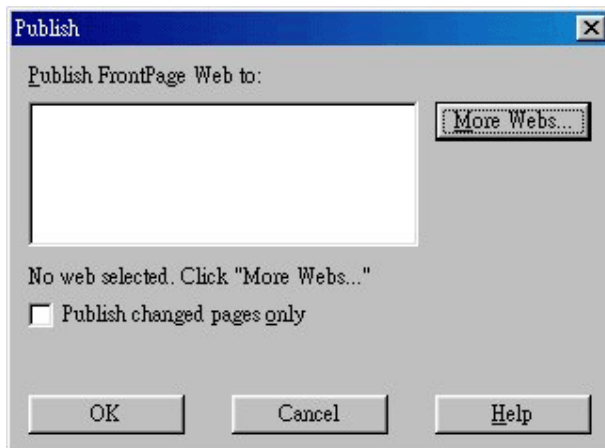 Publish
Publish FrontPage Web to:
More Webs...
No web selected. Click "More Webs..."
Publish changed pages only
OK
Cancel
Help